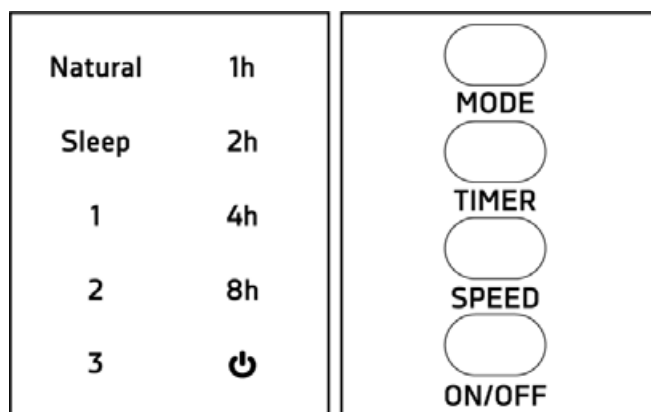 Natural 1h
Sleep 2h
1 4h
2 8h
3
MODE
TIMER
SPEED
ON/OFF